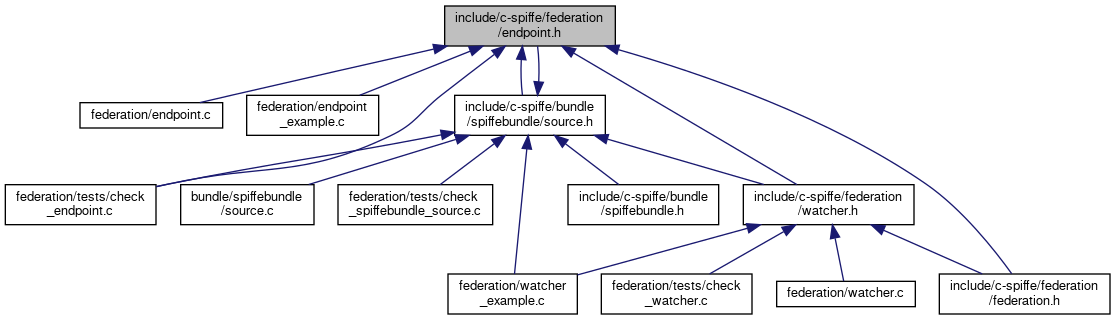 include/c-spiffe/federation
/endpoint.h
federation/endpoint.c
federation/endpoint
_example.c
include/c-spiffe/bundle
/spiffebundle/source.h
federation/tests/check
_endpoint.c
bundle/spiffebundle
/source.c
federation/tests/check
_spiffebundle_source.c
include/c-spiffe/bundle
/spiffebundle.h
include/c-spiffe/federation
/watcher.h
federation/watcher
_example.c
federation/tests/check
_watcher.c
federation/watcher.c
include/c-spiffe/federation
/federation.h